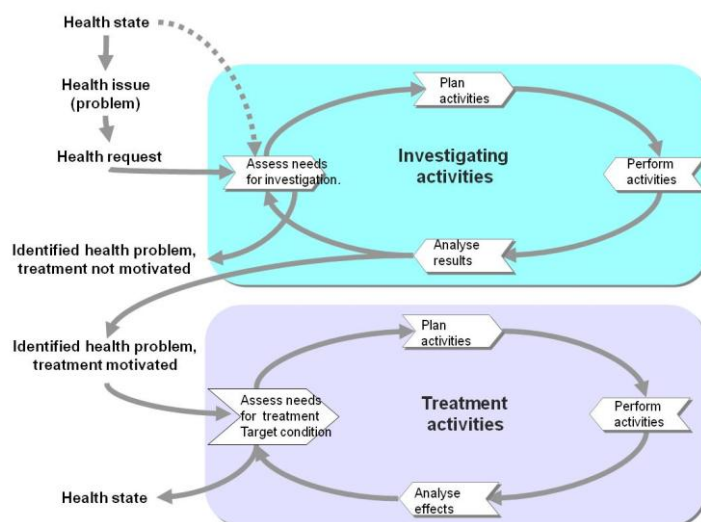 Health state
Health issue
(problem)
Health request
Plan
activities
Assess needs
for investigation.
Investigating
activities
Perform
activities
Analyse
results
Identified health problem,
treatment not motivated
Identified health problem,
treatment motivated
Plan
activities
Assess needs
for treatment
Target condition
Treatment
activities
Perform
activities
Analyse
effects
Health state